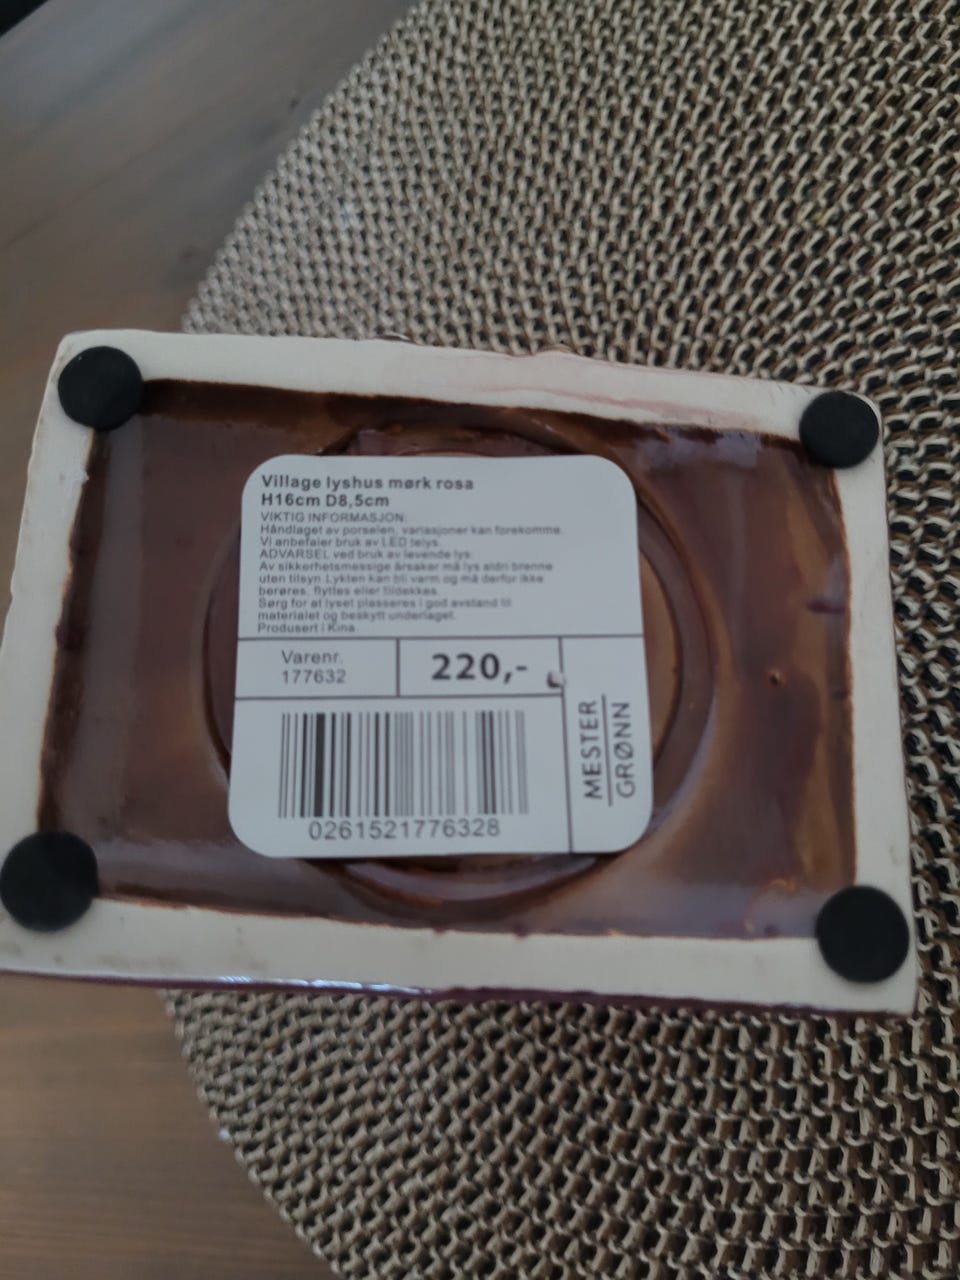 Village lyshus mørk rosa
H16cm D8,5cm
VIKTIG INFORMASJON:
Håndlaget av porselen, variasjoner kan forekomme.
Vi anbefaler bruk av LED telys.
ADVARSEL ved bruk av levende lys:
Av sikkerhetsmessige årsaker må lys aldri brenne
uten tilsyn.Lykten kan bli varm og må derfor ikke
berøres, flyttes eller tildekkes.
Sørg for at lyset plasseres i god avstand til
materialet og beskytt underlaget.
Produsert i Kina.
Varenr.
177632
220,-
0261521776328
MESTER
GRØNN